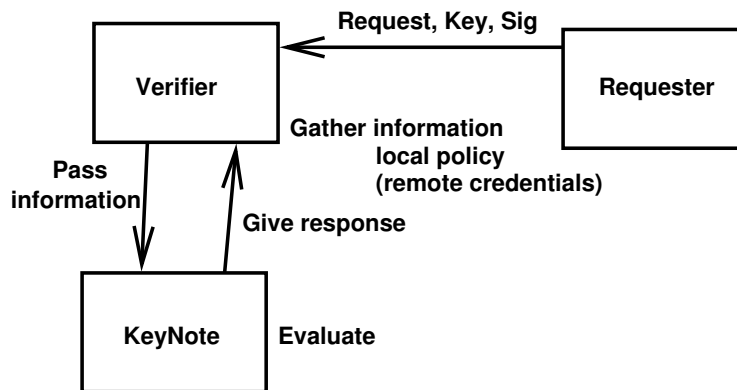 Request, Key, Sig
Verifier
Requester
Gather information
local policy
(remote credentials)
Pass
information
Give response
KeyNote
Evaluate